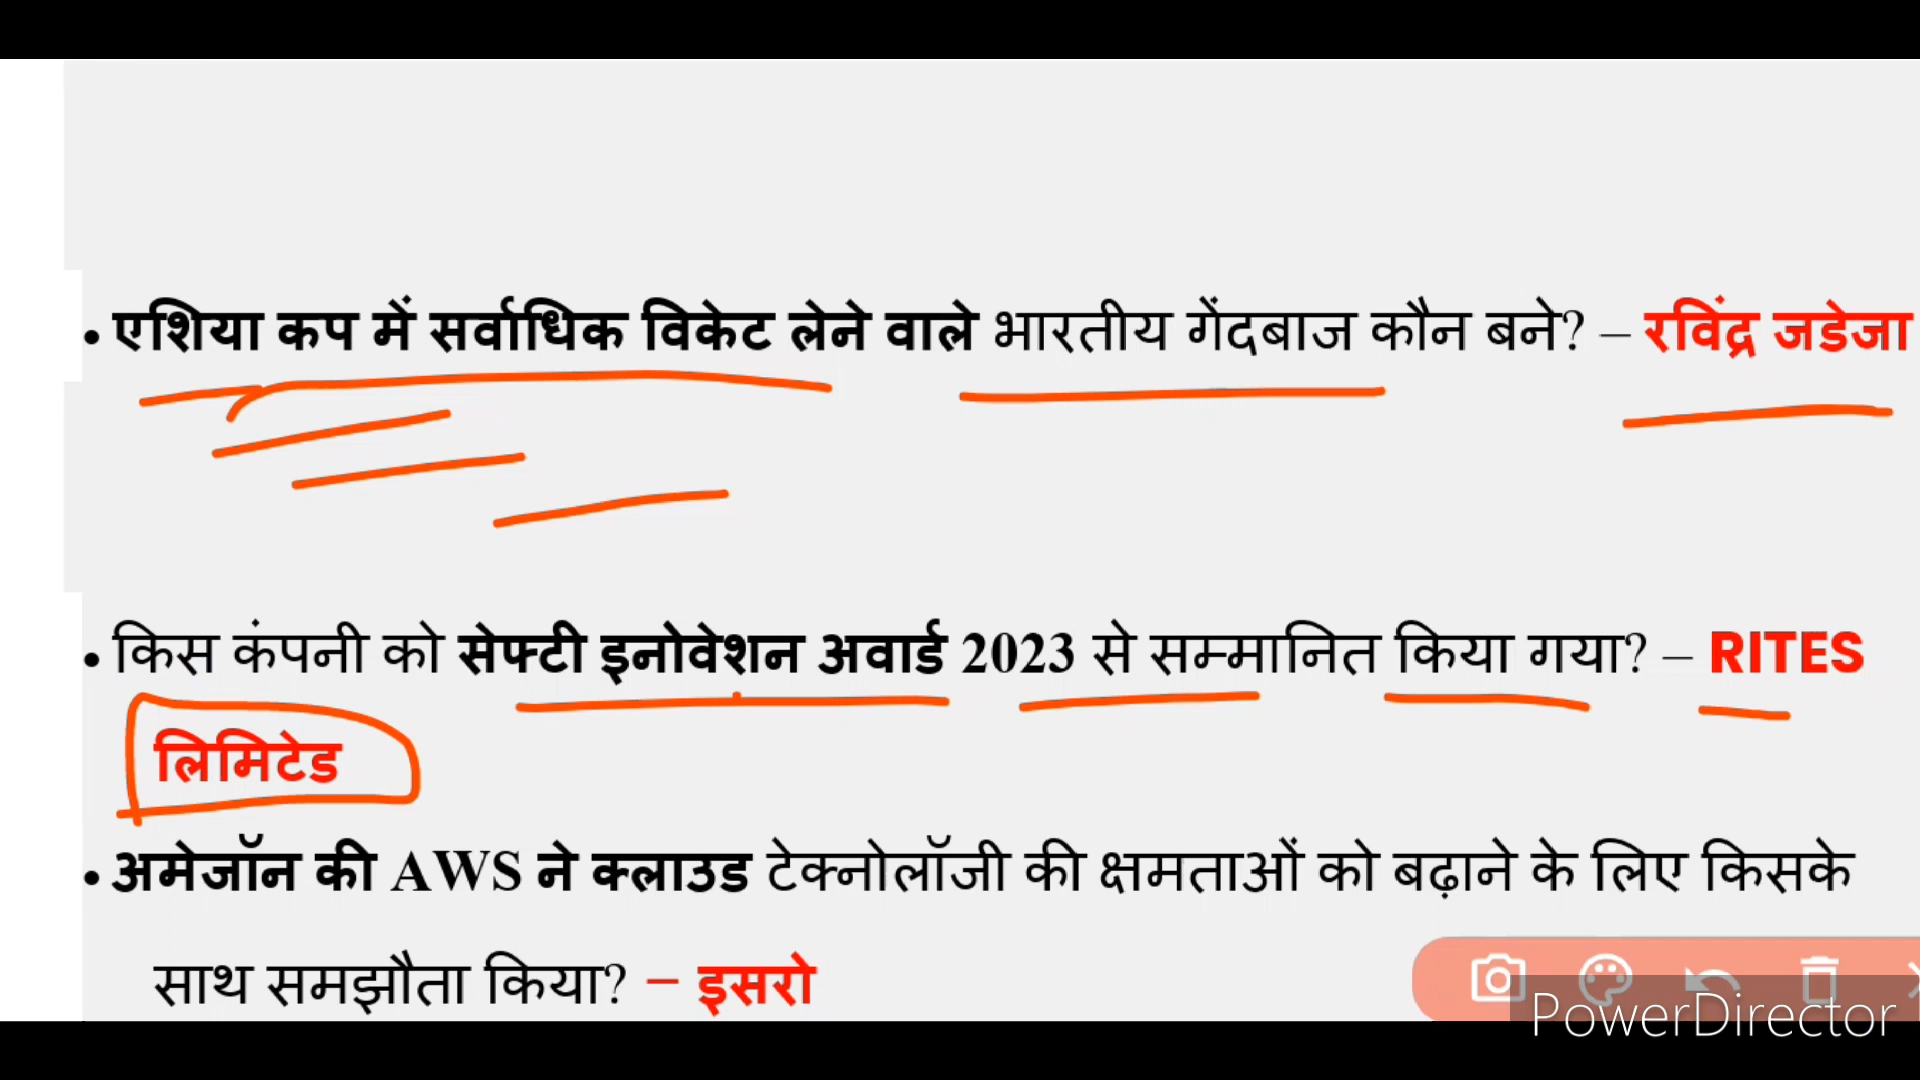 • एशिया कप में सर्वाधिक विकेट लेने वाले भारतीय गेंदबाज कौन बने? – रविंद्र जडेजा
• किस कंपनी को सेफ्टी इनोवेशन अवार्ड 2023 से सम्मानित किया गया? – RITES
लिमिटेड
• अमेजॉन की AWS ने क्लाउड टेक्नोलॉजी की क्षमताओं को बढ़ाने के लिए किसके
साथ समझौता किया? – इसरो
PowerDirector